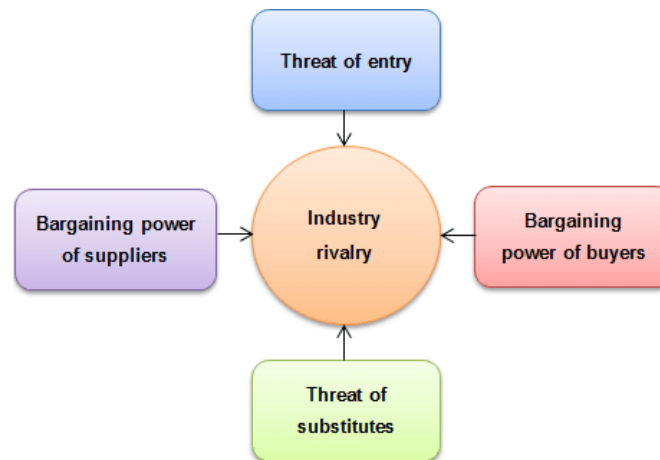 Threat of entry
Bargaining power
of suppliers
Industry
rivalry
Bargaining
power of buyers
Threat of
substitutes